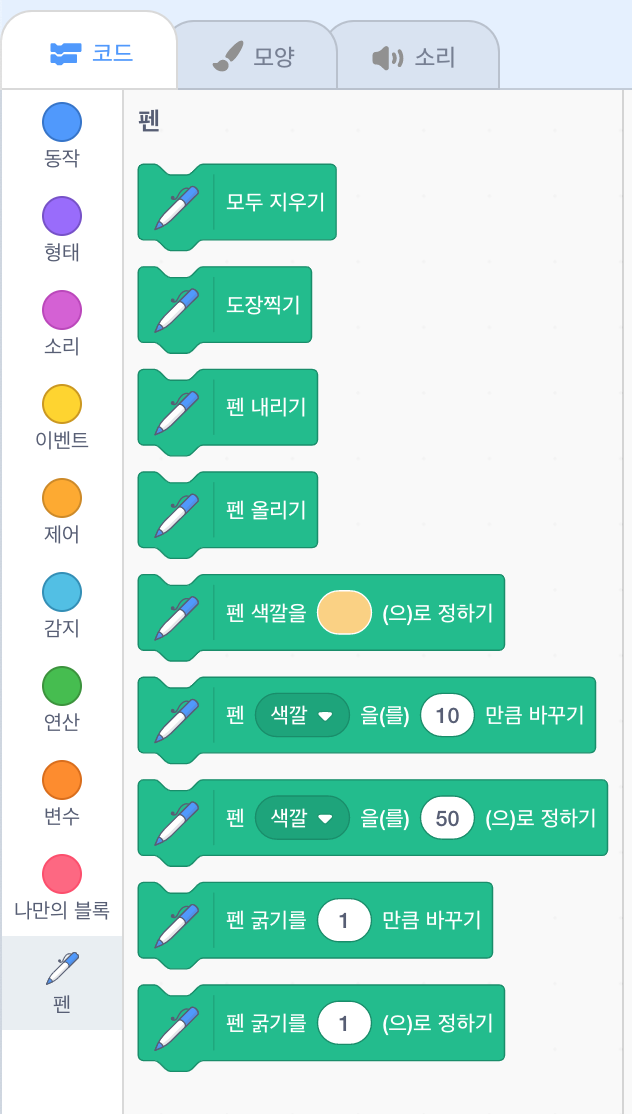 코드 모양 소리
동작
형태
소리
이벤트
제어
감지
연산
변수
나만의 블록
펜
펜
모두 지우기
도장찍기
펜 내리기
펜 올리기
펜 색깔을 (으)로 정하기
펜 색깔 을(를) 10 만큼 바꾸기
펜 색깔 을(를) 50 (으)로 정하기
펜 굵기를 1 만큼 바꾸기
펜 굵기를 1 (으)로 정하기